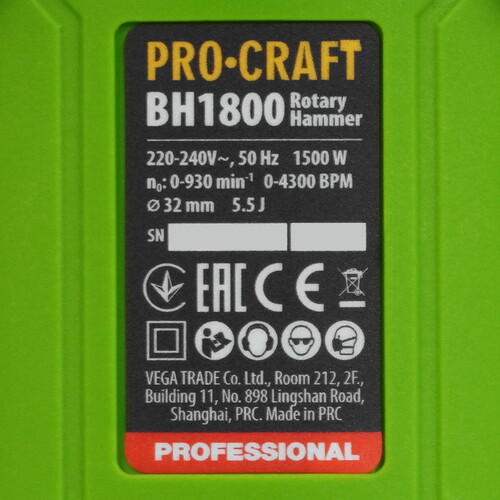 PRO·CRAFT
BH1800 Rotary Hammer
220-240V~, 50 Hz 1500 W
n₀: 0-930 min⁻¹ 0-4300 BPM
⌀ 32 mm 5.5 J
SN
EAC CE
VEGA TRADE Co. Ltd., Room 212, 2F.,
Building 11, No. 898 Lingshan Road,
Shanghai, PRC. Made in PRC
PROFESSIONAL